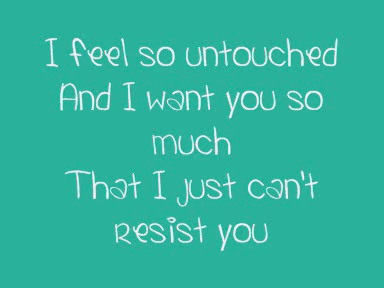 I feel so untouched
And I want you so
much
That I just can't
resist you